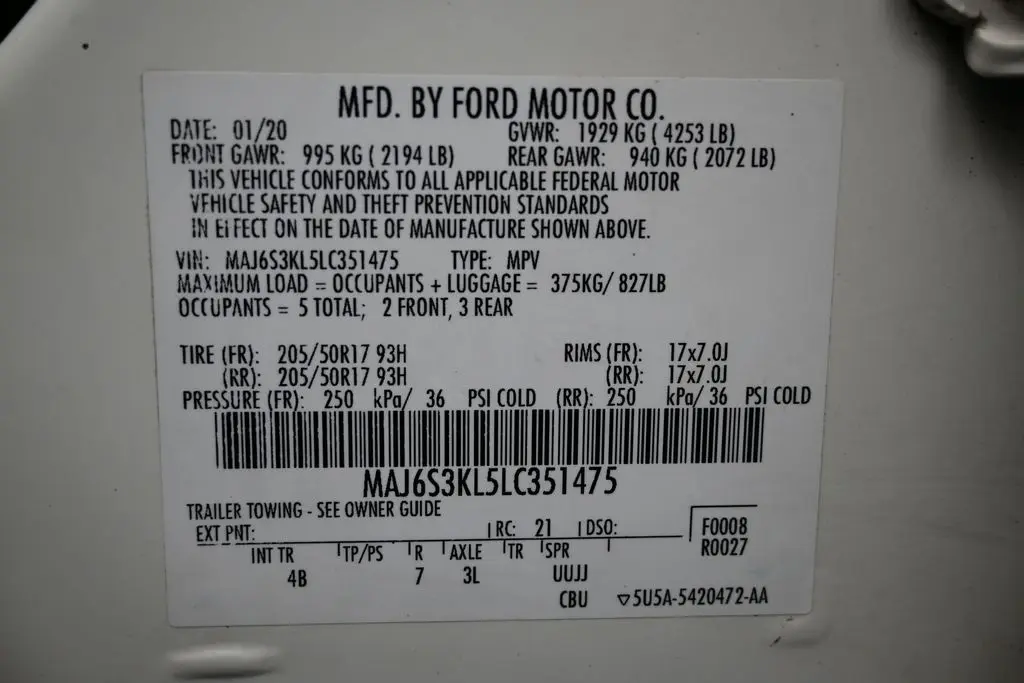 MFD. BY FORD MOTOR CO.
DATE: 01/20 GVWR: 1929 KG ( 4253 LB)
FRONT GAWR: 995 KG ( 2194 LB) REAR GAWR: 940 KG ( 2072 LB)
THIS VEHICLE CONFORMS TO ALL APPLICABLE FEDERAL MOTOR
VEHICLE SAFETY AND THEFT PREVENTION STANDARDS
IN EFFECT ON THE DATE OF MANUFACTURE SHOWN ABOVE.
VIN: MAJ6S3KL5LC351475 TYPE: MPV
MAXIMUM LOAD = OCCUPANTS + LUGGAGE = 375KG/ 827LB
OCCUPANTS = 5 TOTAL; 2 FRONT, 3 REAR
TIRE (FR): 205/50R17 93H RIMS (FR): 17x7.0J
(RR): 205/50R17 93H (RR): 17x7.0J
PRESSURE (FR): 250 kPa/ 36 PSI COLD (RR): 250 kPa/ 36 PSI COLD
MAJ6S3KL5LC351475
TRAILER TOWING - SEE OWNER GUIDE
EXT PNT: RC: 21 DSO: F0008
R0027
INT TR TP/PS R AXLE TR SPR
4B 7 3L UUJJ
CBU ▽5U5A-5420472-AA